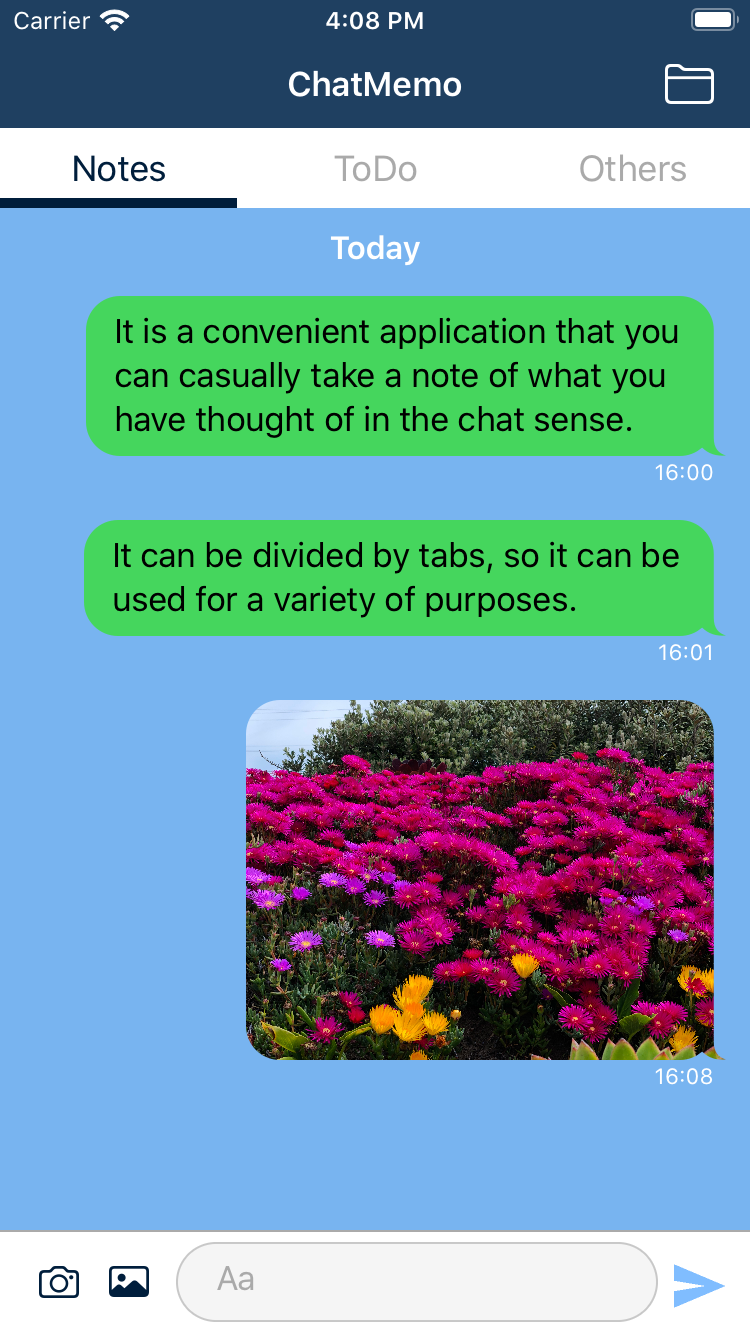 Carrier 4:08 PM
ChatMemo
Notes ToDo Others
Today
It is a convenient application that you
can casually take a note of what you
have thought of in the chat sense.
16:00
It can be divided by tabs, so it can be
used for a variety of purposes.
16:01
16:08
Aa